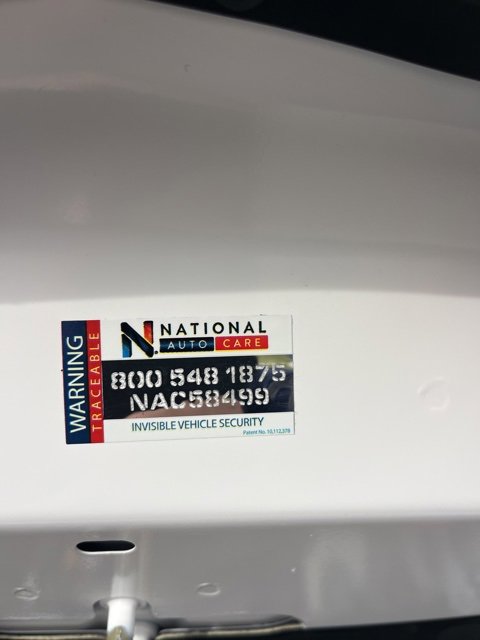 WARNING
TRACEABLE
N. NATIONAL
AUTO CARE
800 548 1875
NAC58499
INVISIBLE VEHICLE SECURITY
Patent No. 10,112,378